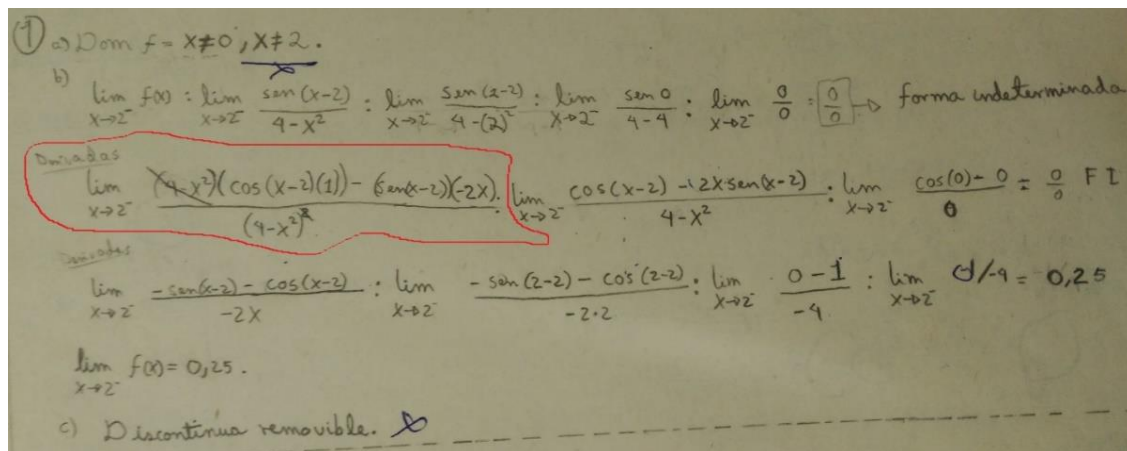 ① a) Dom f = x≠0, x≠2.
b) lim x→2⁻ f(x) : lim x→2⁻ sen(x-2)/4-x² : lim x→2⁻ sen(2-2)/4-(2)² : lim x→2⁻ sen 0/4-4 : lim x→2⁻ 0/0 = 0/0 → forma indeterminada
Derivadas
lim x→2⁻ (4-x²)(cos(x-2)(1)) - (sen(x-2))(-2x)/(4-x²)² : lim x→2⁻ cos(x-2) - (2x sen(x-2)/4-x² : lim x→2⁻ cos(0)-0/0 = 0/0 F I
Derivadas
lim x→2⁻ -sen(x-2) - cos(x-2)/-2x : lim x→2⁻ -sen(2-2) - cos(2-2)/-2·2 : lim x→2⁻ 0-1/-4 : lim x→2⁻ /-4 = 0,25
lim x→2⁻ f(x) = 0,25.
c) Discontinua removible.